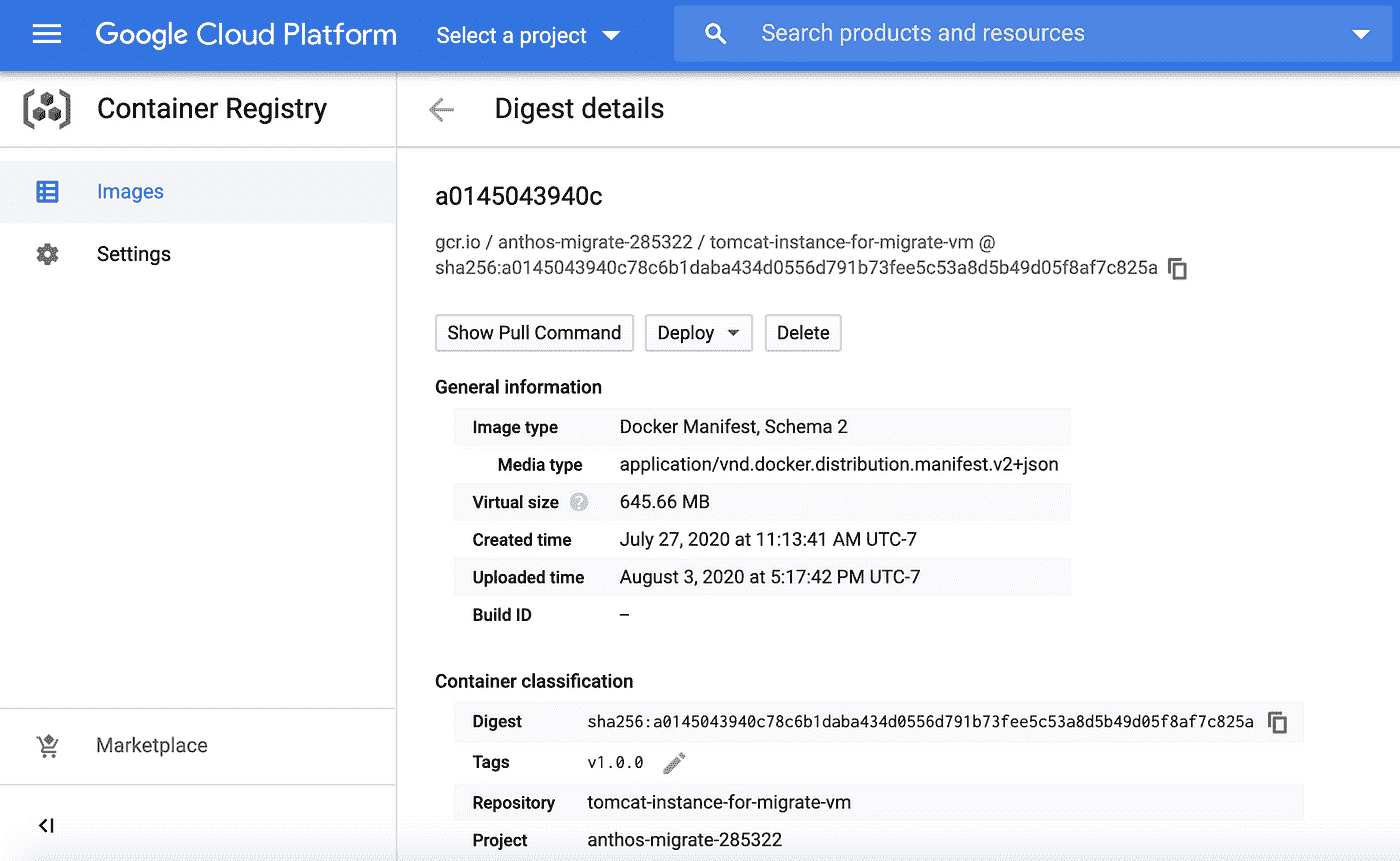 Google Cloud Platform Select a project Search products and resources
Container Registry
Digest details
Images
Settings
a0145043940c
gcr.io / anthos-migrate-285322 / tomcat-instance-for-migrate-vm @
sha256:a0145043940c78c6b1daba434d0556d791b73fee5c53a8d5b49d05f8af7c825a
Show Pull Command Deploy Delete
General information
Image type Docker Manifest, Schema 2
Media type application/vnd.docker.distribution.manifest.v2+json
Virtual size ? 645.66 MB
Created time July 27, 2020 at 11:13:41 AM UTC-7
Uploaded time August 3, 2020 at 5:17:42 PM UTC-7
Build ID –
Container classification
Digest sha256:a0145043940c78c6b1daba434d0556d791b73fee5c53a8d5b49d05f8af7c825a
Tags v1.0.0
Repository tomcat-instance-for-migrate-vm
Project anthos-migrate-285322
Marketplace